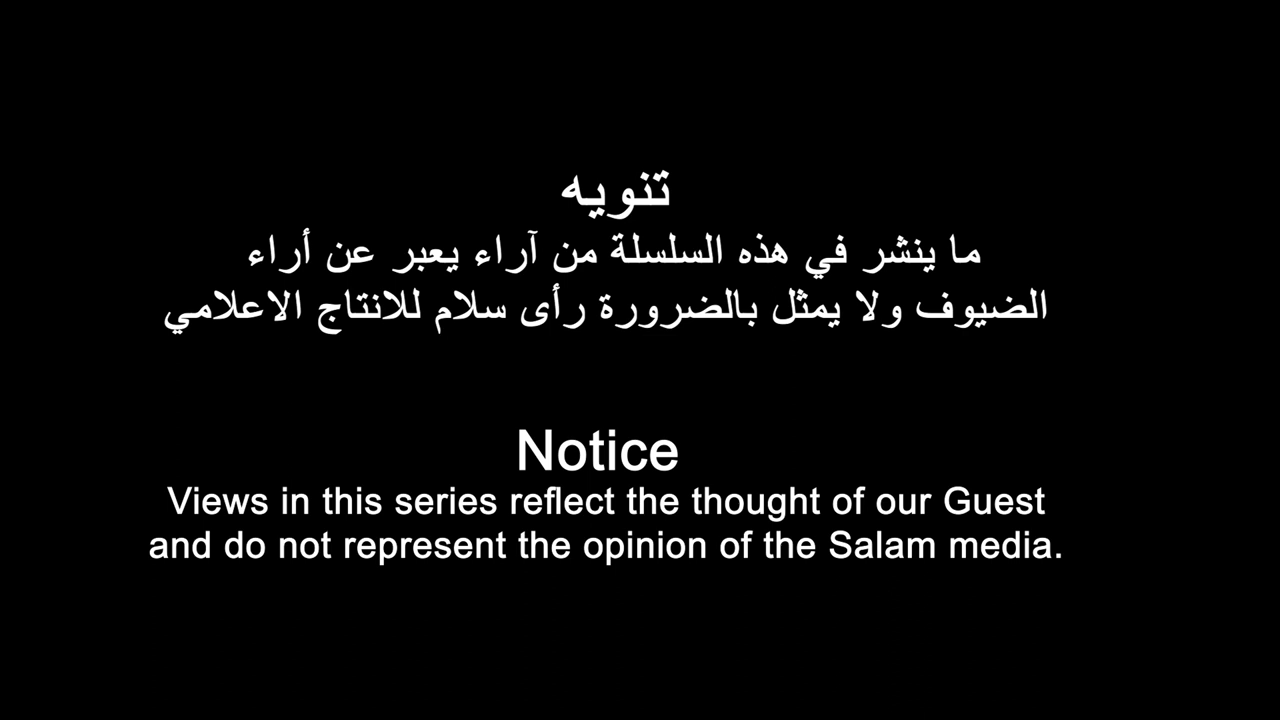 تنويه
ما ينشر في هذه السلسلة من آراء يعبر عن أراء
الضيوف ولا يمثل بالضرورة رأى سلام للانتاج الاعلامي
Notice
Views in this series reflect the thought of our Guest
and do not represent the opinion of the Salam media.